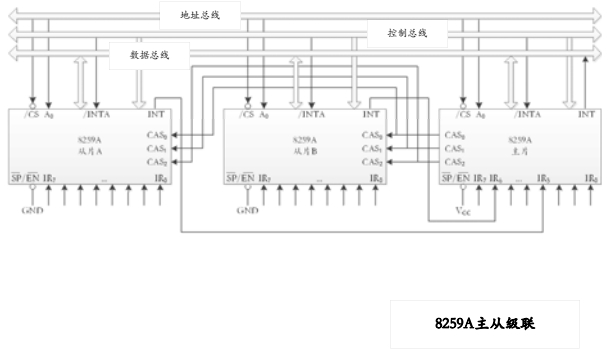 地址总线
控制总线
数据总线
/CS A₀ /INTA INT
/CS A₀ /INTA INT
/CS A₀ /INTA INT
8259A
从片A
CAS₀
CAS₁
CAS₂
SP/EN IR₇ ... IR₀
GND
8259A
从片B
CAS₀
CAS₁
CAS₂
SP/EN IR₇ ... IR₀
GND
CAS₀
CAS₁
CAS₂
8259A
主片
SP/EN IR₇ IR₆ ... IR₃ IR₀
Vcc
8259A主从级联